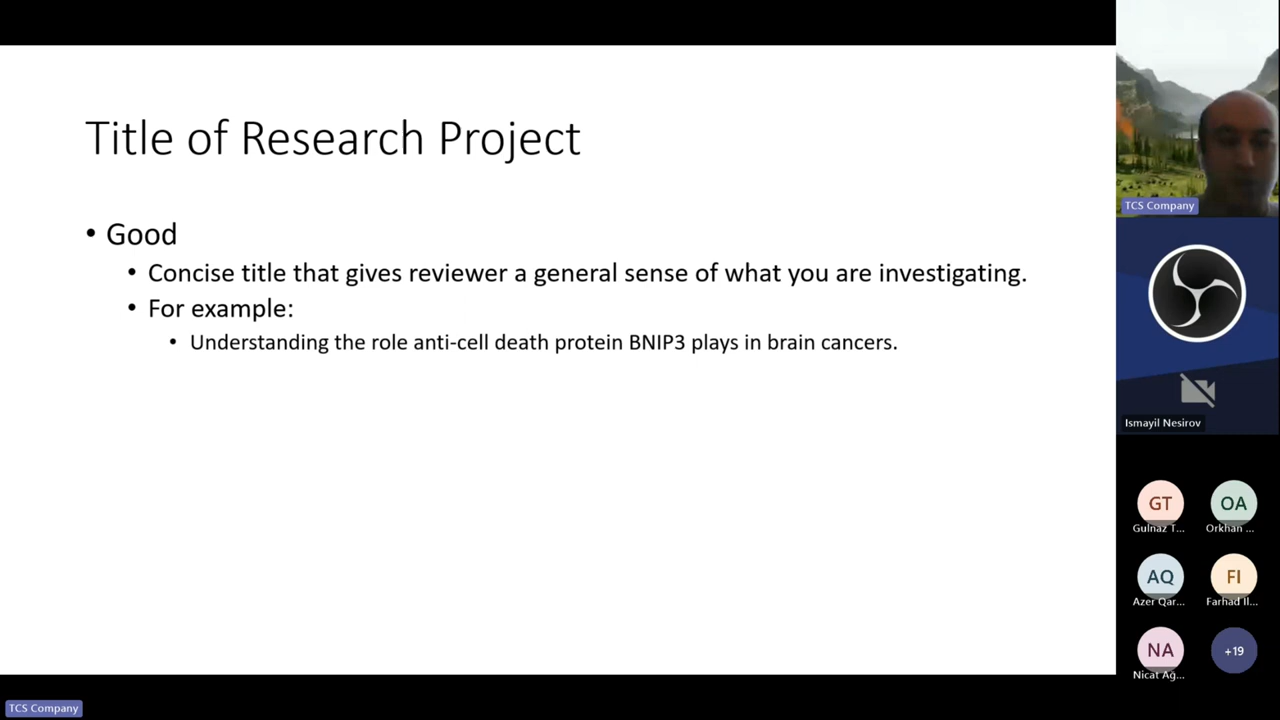 Title of Research Project
• Good
• Concise title that gives reviewer a general sense of what you are investigating.
• For example:
• Understanding the role anti-cell death protein BNIP3 plays in brain cancers.
TCS Company
Ismayil Nesirov
GT
Gulnaz T...
OA
Orkhan ...
AQ
Azer Qar...
FI
Farhad Il...
NA
Nicat Ağ...
+19
TCS Company